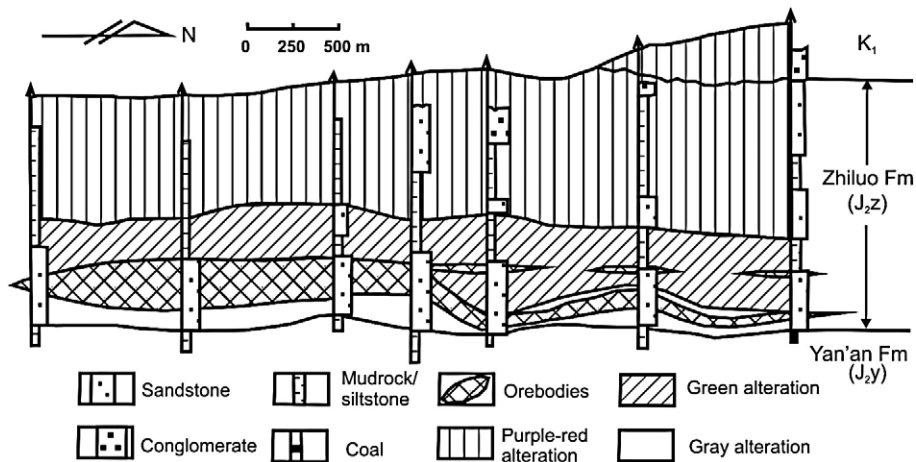 N
0 250 500 m
K₁
Zhiluo Fm
(J₂z)
Yan'an Fm
(J₂y)
Sandstone
Mudrock/
siltstone
Orebodies
Green alteration
Conglomerate
Coal
Purple-red
alteration
Gray alteration